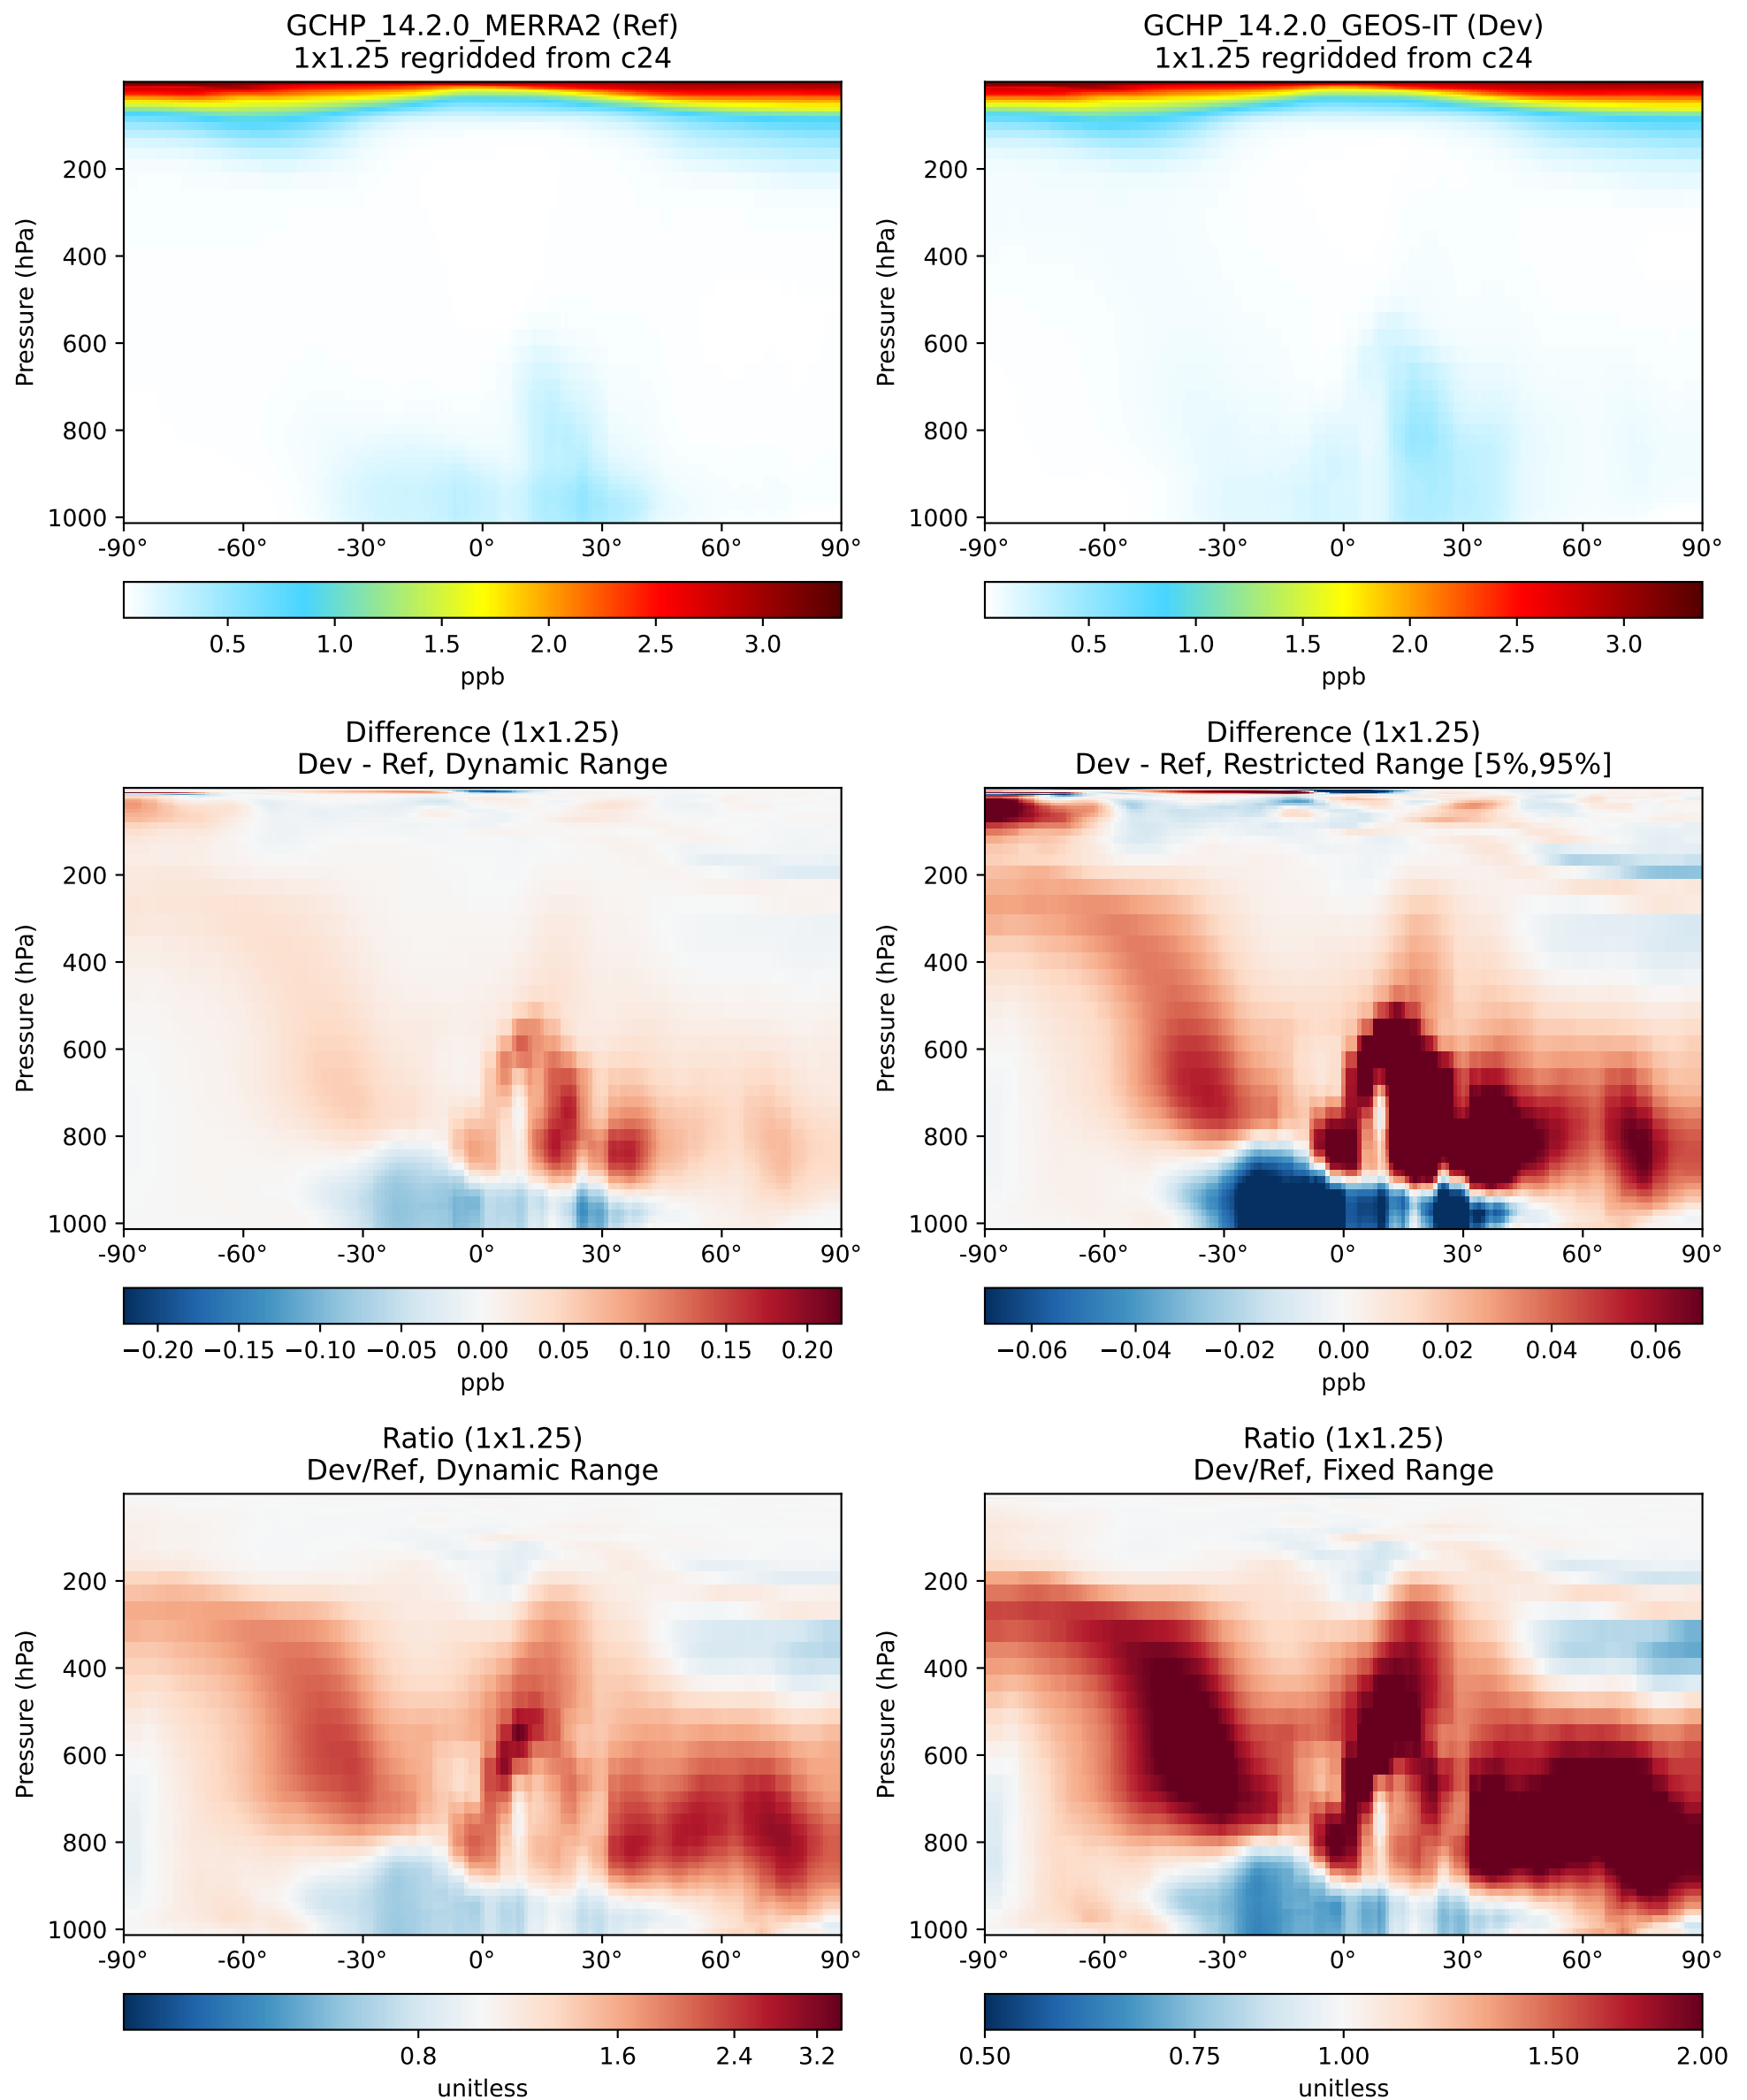 GCHP_14.2.0_MERRA2 (Ref)
1x1.25 regridded from c24
Pressure (hPa)
200
400
600
800
1000
-90° -60° -30° 0° 30° 60° 90°
0.5 1.0 1.5 2.0 2.5 3.0
ppb
GCHP_14.2.0_GEOS-IT (Dev)
1x1.25 regridded from c24
Pressure (hPa)
200
400
600
800
1000
-90° -60° -30° 0° 30° 60° 90°
0.5 1.0 1.5 2.0 2.5 3.0
ppb
Difference (1x1.25)
Dev - Ref, Dynamic Range
Pressure (hPa)
200
400
600
800
1000
-90° -60° -30° 0° 30° 60° 90°
−0.20 −0.15 −0.10 −0.05 0.00 0.05 0.10 0.15 0.20
ppb
Difference (1x1.25)
Dev - Ref, Restricted Range [5%,95%]
Pressure (hPa)
200
400
600
800
1000
-90° -60° -30° 0° 30° 60° 90°
−0.06 −0.04 −0.02 0.00 0.02 0.04 0.06
ppb
Ratio (1x1.25)
Dev/Ref, Dynamic Range
Pressure (hPa)
200
400
600
800
1000
-90° -60° -30° 0° 30° 60° 90°
0.8 1.6 2.4 3.2
unitless
Ratio (1x1.25)
Dev/Ref, Fixed Range
Pressure (hPa)
200
400
600
800
1000
-90° -60° -30° 0° 30° 60° 90°
0.50 0.75 1.00 1.50 2.00
unitless